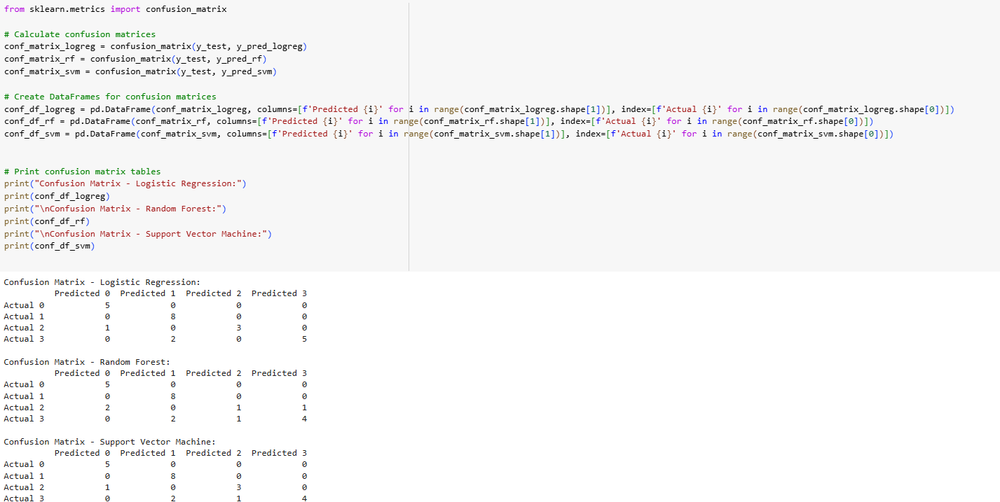 from sklearn.metrics import confusion_matrix
# Calculate confusion matrices
conf_matrix_logreg = confusion_matrix(y_test, y_pred_logreg)
conf_matrix_rf = confusion_matrix(y_test, y_pred_rf)
conf_matrix_svm = confusion_matrix(y_test, y_pred_svm)
# Create DataFrames for confusion matrices
conf_df_logreg = pd.DataFrame(conf_matrix_logreg, columns=[f'Predicted {i}' for i in range(conf_matrix_logreg.shape[1])], index=[f'Actual {i}' for i in range(conf_matrix_logreg.shape[0])])
conf_df_rf = pd.DataFrame(conf_matrix_rf, columns=[f'Predicted {i}' for i in range(conf_matrix_rf.shape[1])], index=[f'Actual {i}' for i in range(conf_matrix_rf.shape[0])])
conf_df_svm = pd.DataFrame(conf_matrix_svm, columns=[f'Predicted {i}' for i in range(conf_matrix_svm.shape[1])], index=[f'Actual {i}' for i in range(conf_matrix_svm.shape[0])])
# Print confusion matrix tables
print("Confusion Matrix - Logistic Regression:")
print(conf_df_logreg)
print("\nConfusion Matrix - Random Forest:")
print(conf_df_rf)
print("\nConfusion Matrix - Support Vector Machine:")
print(conf_df_svm)
Confusion Matrix - Logistic Regression:
Predicted 0 Predicted 1 Predicted 2 Predicted 3
Actual 0 5 0 0 0
Actual 1 0 8 0 0
Actual 2 1 0 3 0
Actual 3 0 2 0 5
Confusion Matrix - Random Forest:
Predicted 0 Predicted 1 Predicted 2 Predicted 3
Actual 0 5 0 0 0
Actual 1 0 8 0 0
Actual 2 2 0 1 1
Actual 3 0 2 1 4
Confusion Matrix - Support Vector Machine:
Predicted 0 Predicted 1 Predicted 2 Predicted 3
Actual 0 5 0 0 0
Actual 1 0 8 0 0
Actual 2 1 0 3 0
Actual 3 0 2 1 4